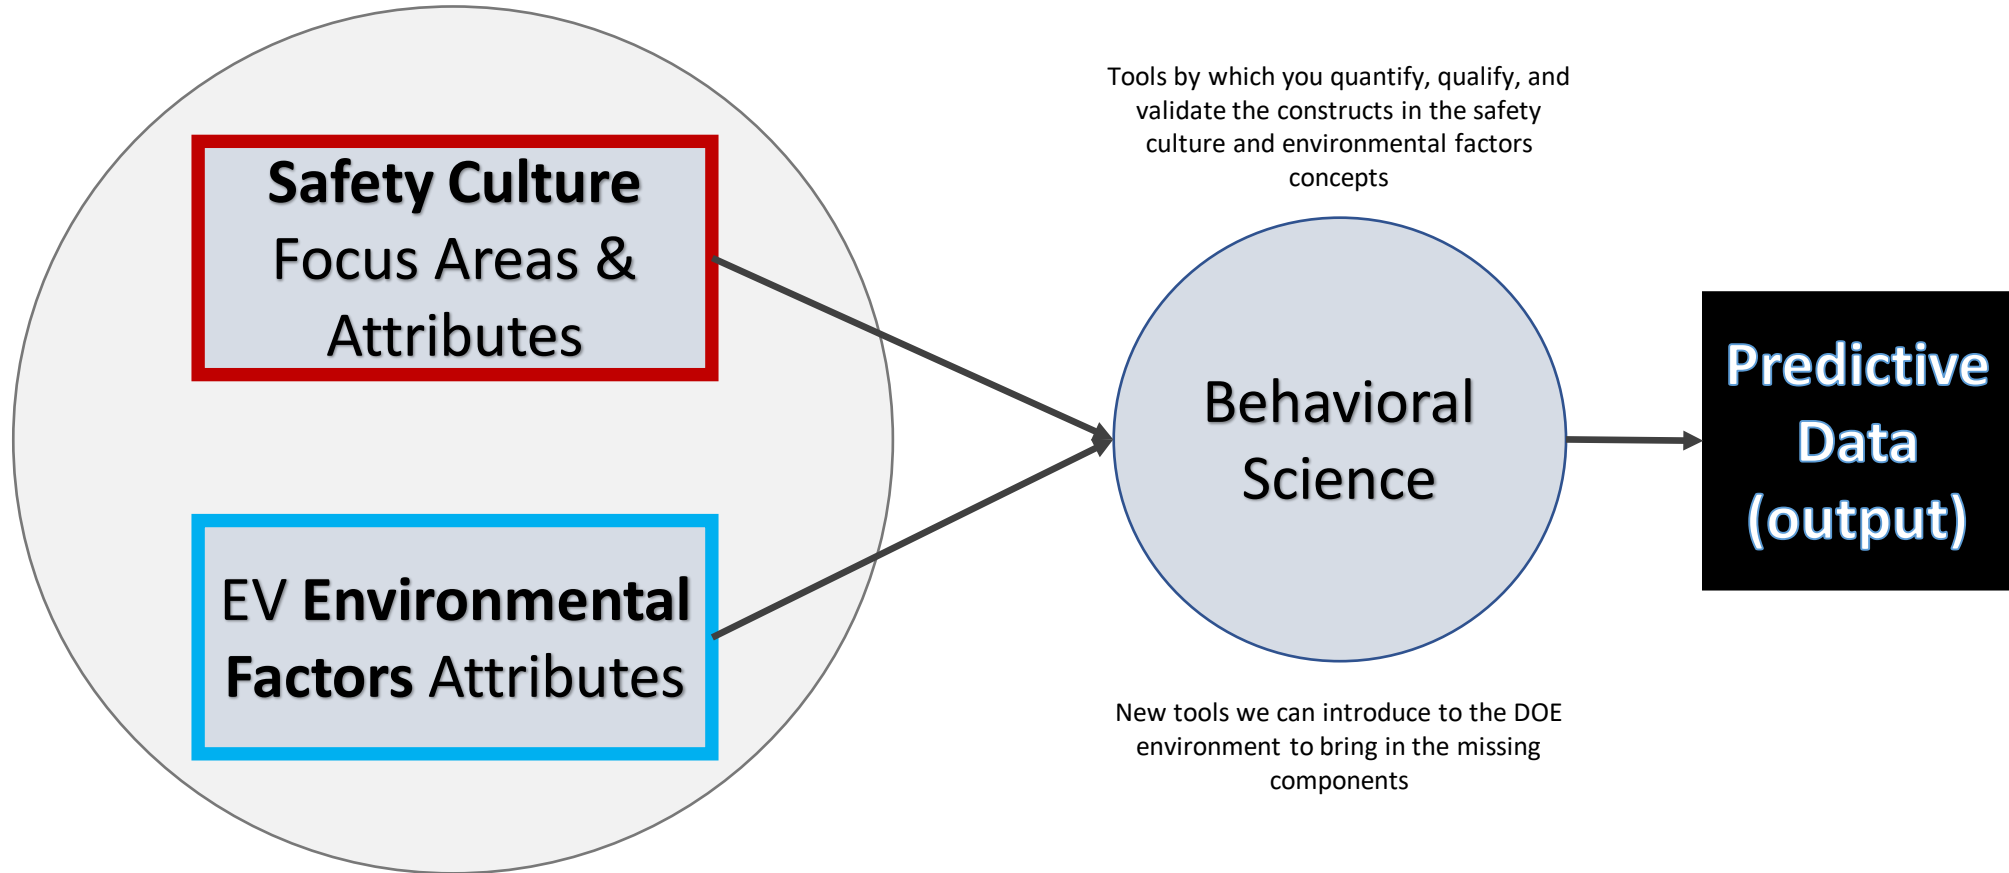 Safety Culture
Focus Areas &
Attributes
EV Environmental
Factors Attributes
Tools by which you quantify, qualify, and
validate the constructs in the safety
culture and environmental factors
concepts
Behavioral
Science
New tools we can introduce to the DOE
environment to bring in the missing
components
Predictive
Data
(output)